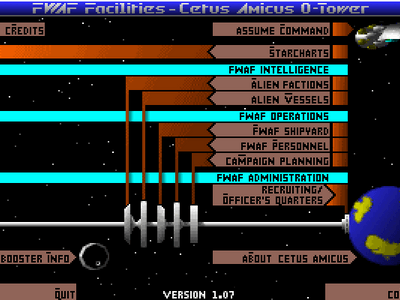 FWAF Facilities - Cetus Amicus O-Tower
CREDITS
ASSUME COMMAND
STARCHARTS
FWAF INTELLIGENCE
ALIEN FACTIONS
ALIEN VESSELS
FWAF OPERATIONS
FWAF SHIPYARD
FWAF PERSONNEL
CAMPAIGN PLANNING
FWAF ADMINISTRATION
RECRUITING/
OFFICER'S QUARTERS
BOOSTER INFO
ABOUT CETUS AMICUS
QUIT
VERSION 1.07
CO